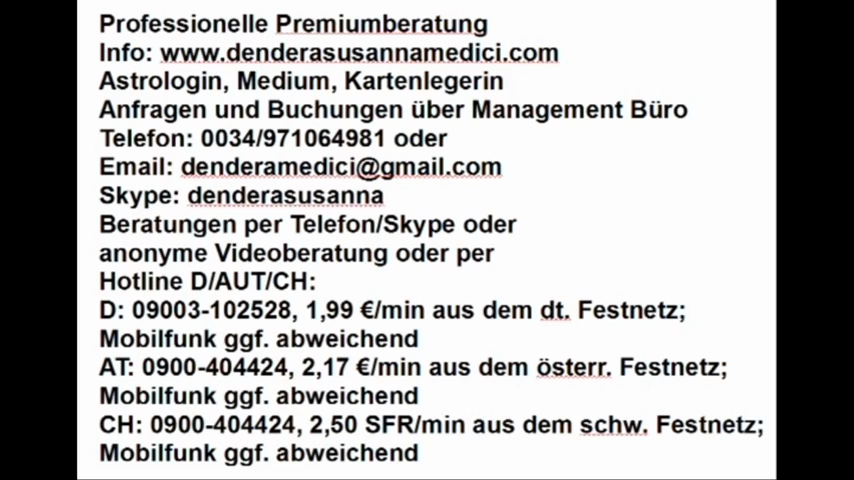 Professionelle Premiumberatung
Info: www.denderasusannamedici.com
Astrologin, Medium, Kartenlegerin
Anfragen und Buchungen über Management Büro
Telefon: 0034/971064981 oder
Email: denderamedici@gmail.com
Skype: denderasusanna
Beratungen per Telefon/Skype oder
anonyme Videoberatung oder per
Hotline D/AUT/CH:
D: 09003-102528, 1,99 €/min aus dem dt. Festnetz;
Mobilfunk ggf. abweichend
AT: 0900-404424, 2,17 €/min aus dem österr. Festnetz;
Mobilfunk ggf. abweichend
CH: 0900-404424, 2,50 SFR/min aus dem schw. Festnetz;
Mobilfunk ggf. abweichend